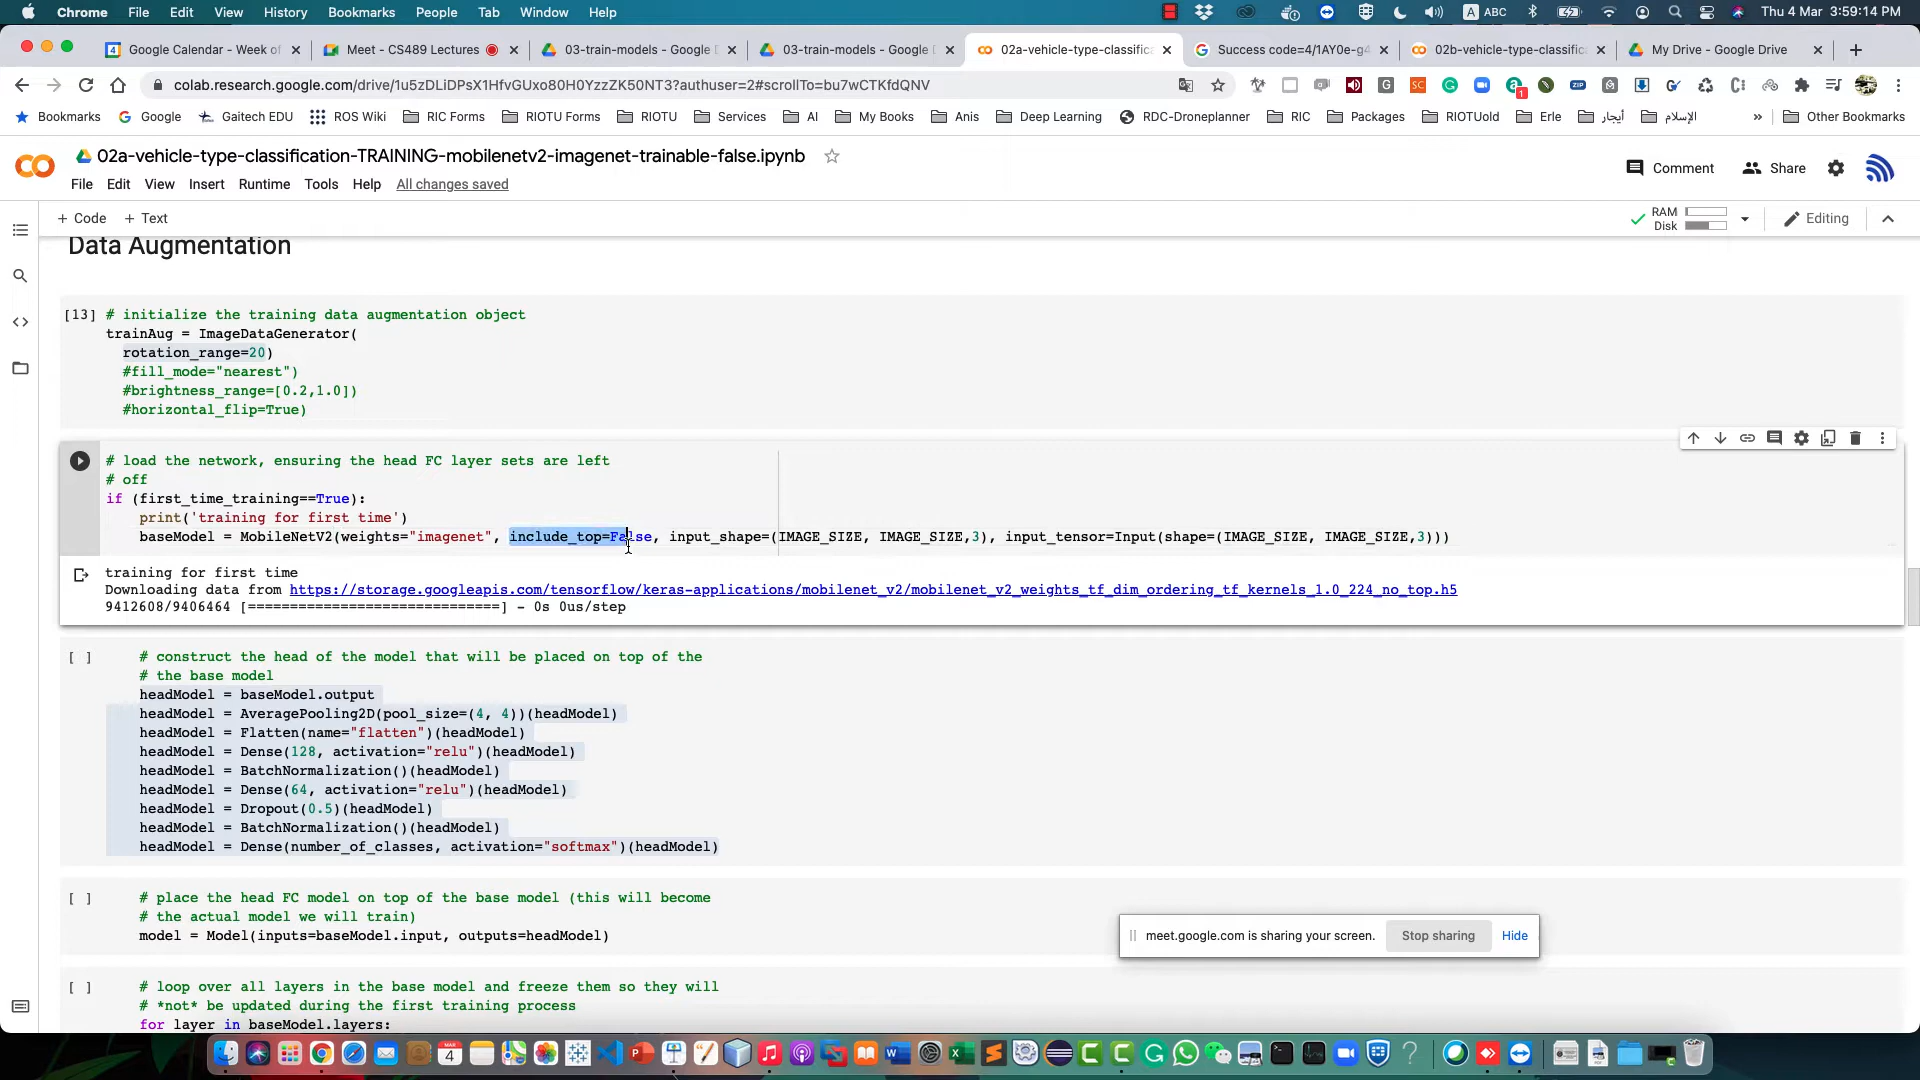 Chrome File Edit View History Bookmarks People Tab Window Help ABC Thu 4 Mar 3:59:14 PM
Google Calendar - Week of
Meet - CS489 Lectures
03-train-models - Google D
03-train-models - Google D
02a-vehicle-type-classific
Success code=4/1AY0e-g4
02b-vehicle-type-classific
My Drive - Google Drive
colab.research.google.com/drive/1u5zDLiDPsX1HfvGUxo80H0YzzZK50NT3?authuser=2#scrollTo=bu7wCTKfdQNV
Bookmarks Google Gaitech EDU ROS Wiki RIC Forms RIOTU Forms RIOTU Services AI My Books Anis Deep Learning RDC-Droneplanner RIC Packages RIOTUold Erle أيجار الإسلام » Other Bookmarks
02a-vehicle-type-classification-TRAINING-mobilenetv2-imagenet-trainable-false.ipynb
Comment Share
File Edit View Insert Runtime Tools Help All changes saved
+ Code + Text
RAM
Disk
Editing
Data Augmentation
[13] # initialize the training data augmentation object
trainAug = ImageDataGenerator(
rotation_range=20)
#fill_mode="nearest")
#brightness_range=[0.2,1.0])
#horizontal_flip=True)
# load the network, ensuring the head FC layer sets are left
# off
if (first_time_training==True):
print('training for first time')
baseModel = MobileNetV2(weights="imagenet", include_top=False, input_shape=(IMAGE_SIZE, IMAGE_SIZE,3), input_tensor=Input(shape=(IMAGE_SIZE, IMAGE_SIZE,3)))
training for first time
Downloading data from https://storage.googleapis.com/tensorflow/keras-applications/mobilenet_v2/mobilenet_v2_weights_tf_dim_ordering_tf_kernels_1.0_224_no_top.h5
9412608/9406464 [==============================] - 0s 0us/step
[ ] # construct the head of the model that will be placed on top of the
# the base model
headModel = baseModel.output
headModel = AveragePooling2D(pool_size=(4, 4))(headModel)
headModel = Flatten(name="flatten")(headModel)
headModel = Dense(128, activation="relu")(headModel)
headModel = BatchNormalization()(headModel)
headModel = Dense(64, activation="relu")(headModel)
headModel = Dropout(0.5)(headModel)
headModel = BatchNormalization()(headModel)
headModel = Dense(number_of_classes, activation="softmax")(headModel)
[ ] # place the head FC model on top of the base model (this will become
# the actual model we will train)
model = Model(inputs=baseModel.input, outputs=headModel)
meet.google.com is sharing your screen. Stop sharing Hide
[ ] # loop over all layers in the base model and freeze them so they will
# *not* be updated during the first training process
for layer in baseModel.layers: